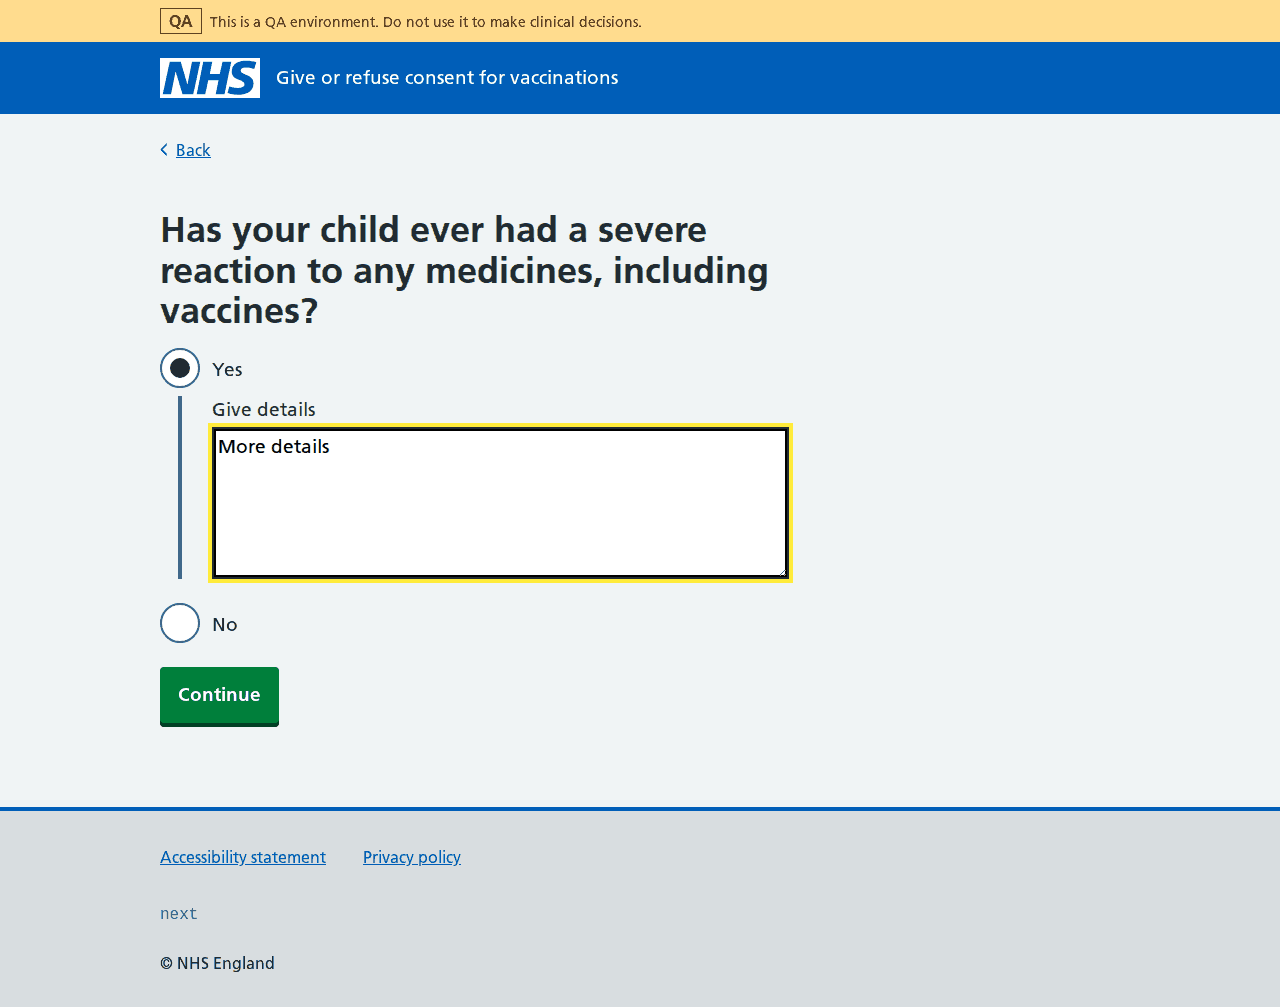 QA This is a QA environment. Do not use it to make clinical decisions.
NHS Give or refuse consent for vaccinations
Back
Has your child ever had a severe
reaction to any medicines, including
vaccines?
Yes
Give details
More details
No
Continue
Accessibility statement Privacy policy
next
© NHS England